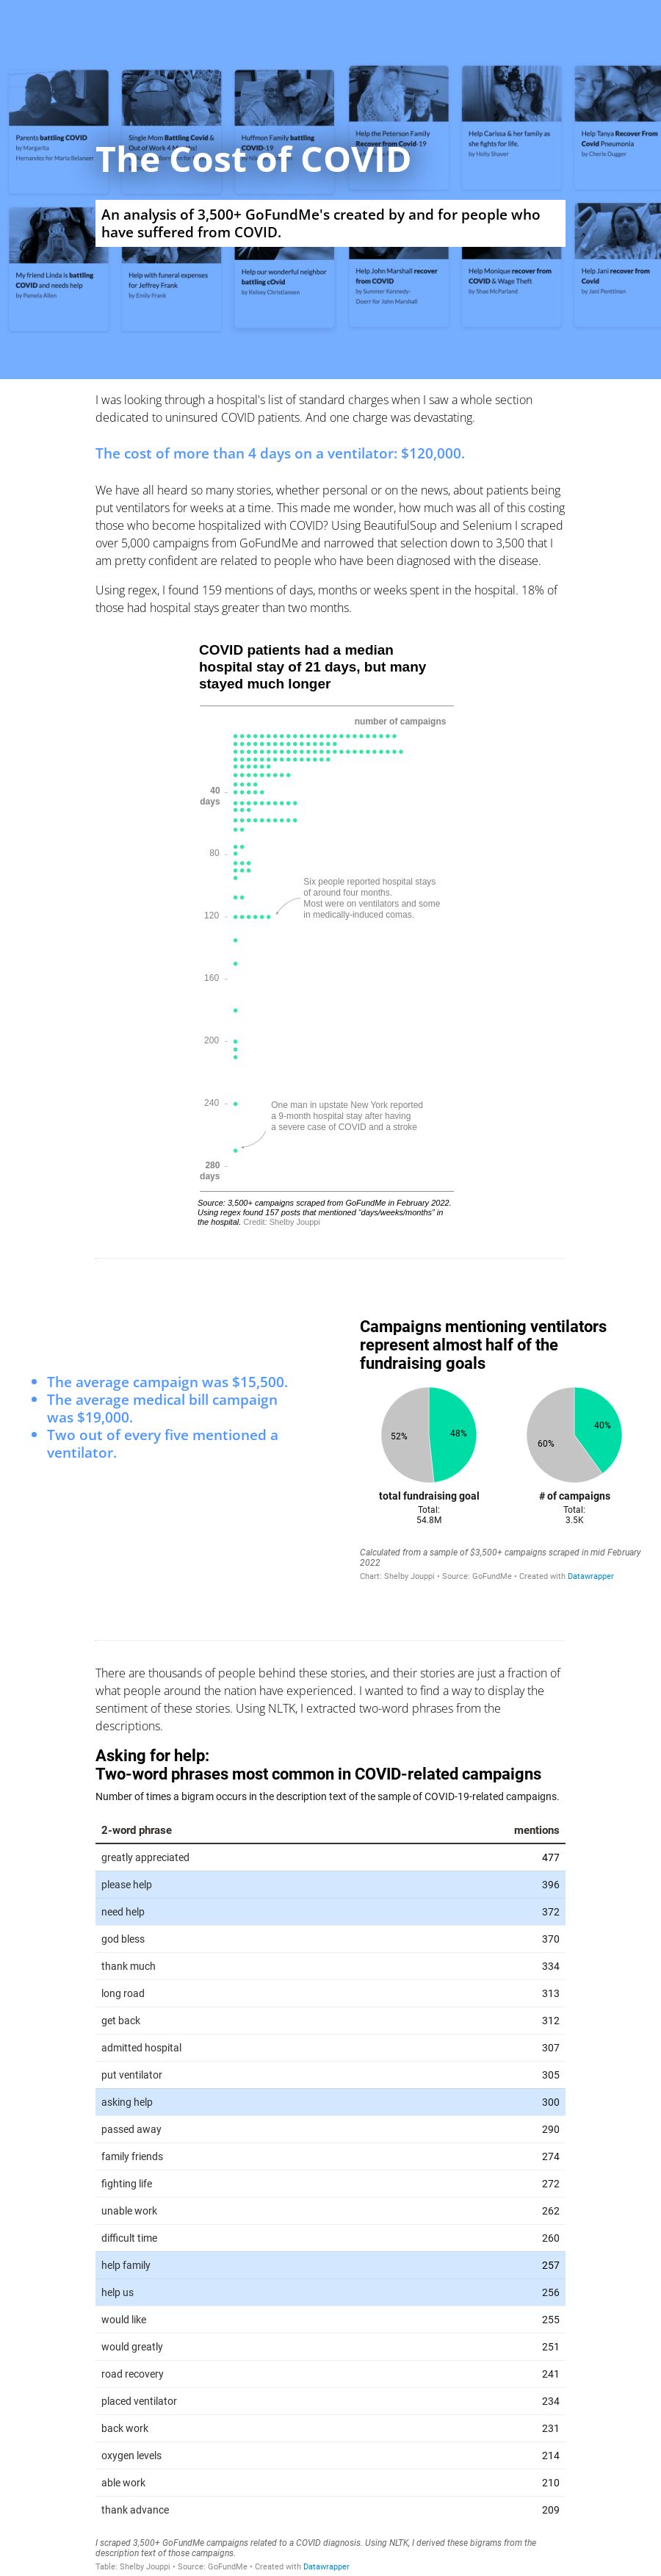 Parents battling COVID
by Margarita
Hernandez for Maria Belaneer
Single Mom Battling Covid &
Out of Work 4 Months!
Huffmon Family battling
COVID-19
Help the Peterson Family
Recover from Covid-19
Help Carissa & her family as
she fights for life.
by Holly Shaver
Help Tanya Recover From
Covid Pneumonia
by Cherie Dugger
The Cost of COVID
An analysis of 3,500+ GoFundMe's created by and for people who
have suffered from COVID.
My friend Linda is battling
COVID and needs help
by Pamela Allen
Help with funeral expenses
for Jeffrey Frank
by Emily Frank
Help our wonderful neighbor
battling cOvid
by Kelsey Christiansen
Help John Marshall recover
from COVID
by Summer Kennedy-
Doerr for John Marshall
Help Monique recover from
COVID & Wage Theft
by Shae McParland
Help Jani recover from
Covid
by Jani Penttinen
I was looking through a hospital's list of standard charges when I saw a whole section
dedicated to uninsured COVID patients. And one charge was devastating.
The cost of more than 4 days on a ventilator: $120,000.
We have all heard so many stories, whether personal or on the news, about patients being
put ventilators for weeks at a time. This made me wonder, how much was all of this costing
those who become hospitalized with COVID? Using BeautifulSoup and Selenium I scraped
over 5,000 campaigns from GoFundMe and narrowed that selection down to 3,500 that I
am pretty confident are related to people who have been diagnosed with the disease.
Using regex, I found 159 mentions of days, months or weeks spent in the hospital. 18% of
those had hospital stays greater than two months.
COVID patients had a median
hospital stay of 21 days, but many
stayed much longer
number of campaigns
40
days
80
Six people reported hospital stays
of around four months.
Most were on ventilators and some
in medically-induced comas.
120
160
200
240
One man in upstate New York reported
a 9-month hospital stay after having
a severe case of COVID and a stroke
280
days
Source: 3,500+ campaigns scraped from GoFundMe in February 2022.
Using regex found 157 posts that mentioned "days/weeks/months" in
the hospital. Credit: Shelby Jouppi
Campaigns mentioning ventilators
represent almost half of the
fundraising goals
• The average campaign was $15,500.
• The average medical bill campaign
was $19,000.
• Two out of every five mentioned a
ventilator.
52% 48% 60% 40%
total fundraising goal # of campaigns
Total: Total:
54.8M 3.5K
Calculated from a sample of $3,500+ campaigns scraped in mid February
2022
Chart: Shelby Jouppi • Source: GoFundMe • Created with Datawrapper
There are thousands of people behind these stories, and their stories are just a fraction of
what people around the nation have experienced. I wanted to find a way to display the
sentiment of these stories. Using NLTK, I extracted two-word phrases from the
descriptions.
Asking for help:
Two-word phrases most common in COVID-related campaigns
Number of times a bigram occurs in the description text of the sample of COVID-19-related campaigns.
2-word phrase mentions
greatly appreciated 477
please help 396
need help 372
god bless 370
thank much 334
long road 313
get back 312
admitted hospital 307
put ventilator 305
asking help 300
passed away 290
family friends 274
fighting life 272
unable work 262
difficult time 260
help family 257
help us 256
would like 255
would greatly 251
road recovery 241
placed ventilator 234
back work 231
oxygen levels 214
able work 210
thank advance 209
I scraped 3,500+ GoFundMe campaigns related to a COVID diagnosis. Using NLTK, I derived these bigrams from the
description text of those campaigns.
Table: Shelby Jouppi • Source: GoFundMe • Created with Datawrapper